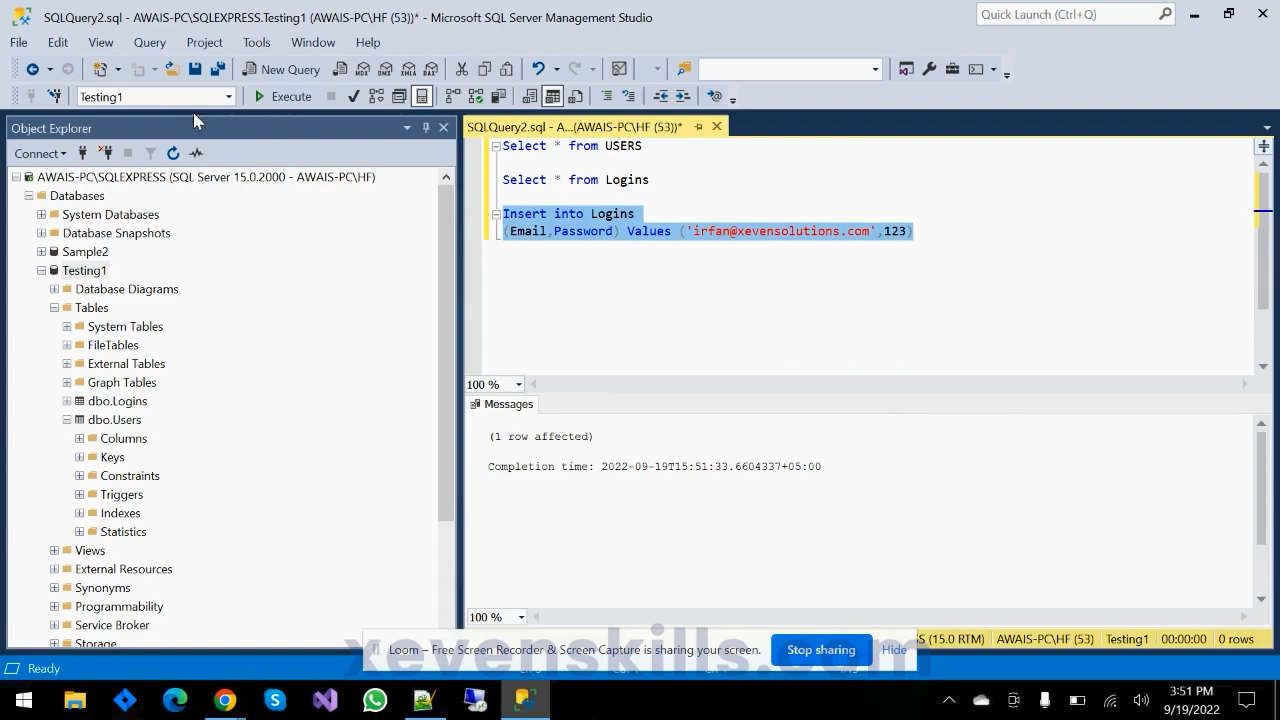 SQLQuery2.sql - AWAIS-PC\SQLEXPRESS.Testing1 (AWAIS-PC\HF (53))* - Microsoft SQL Server Management Studio
Quick Launch (Ctrl+Q)
File Edit View Query Project Tools Window Help
New Query
MDX DMX XMLA DAX
Testing1
Execute
Object Explorer
SQLQuery2.sql - A...(AWAIS-PC\HF (53))*
Connect
AWAIS-PC\SQLEXPRESS (SQL Server 15.0.2000 - AWAIS-PC\HF)
Databases
System Databases
Database Snapshots
Sample2
Testing1
Database Diagrams
Tables
System Tables
FileTables
External Tables
Graph Tables
dbo.Logins
dbo.Users
Columns
Keys
Constraints
Triggers
Indexes
Statistics
Views
External Resources
Synonyms
Programmability
Service Broker
Storage
Select * from USERS
Select * from Logins
Insert into Logins
(Email,Password) Values ('irfan@xevensolutions.com',123)
100 %
Messages
(1 row affected)
Completion time: 2022-09-19T15:51:33.6604337+05:00
100 %
(15.0 RTM) AWAIS-PC\HF (53) Testing1 00:00:00 0 rows
Loom – Free Screen Recorder & Screen Capture is sharing your screen. Stop sharing Hide
xevenskills.com
Ready
3:51 PM
9/19/2022